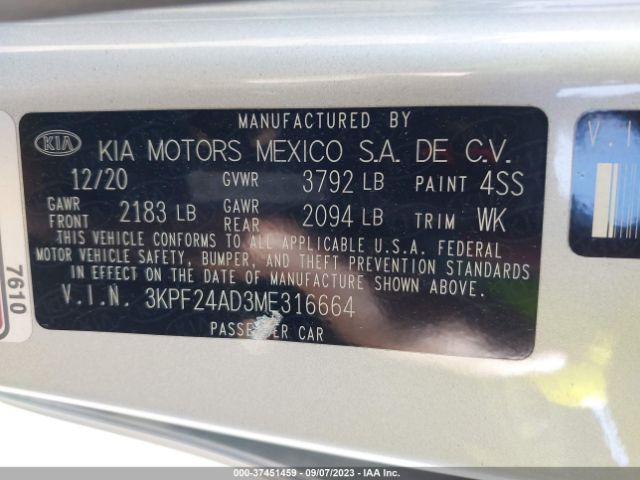 MANUFACTURED BY
KIA KIA MOTORS MEXICO S.A. DE C.V.
12/20 GVWR 3792 LB PAINT 4SS
GAWR FRONT 2183 LB GAWR REAR 2094 LB TRIM WK
THIS VEHICLE CONFORMS TO ALL APPLICABLE U.S.A. FEDERAL
MOTOR VEHICLE SAFETY, BUMPER, AND THEFT PREVENTION STANDARDS
IN EFFECT ON THE DATE OF MANUFACTURE SHOWN ABOVE.
V.I.N. 3KPF24AD3ME316664
PASSENGER CAR
7610
V.I
000-37451459 - 09/07/2023 - IAA Inc.